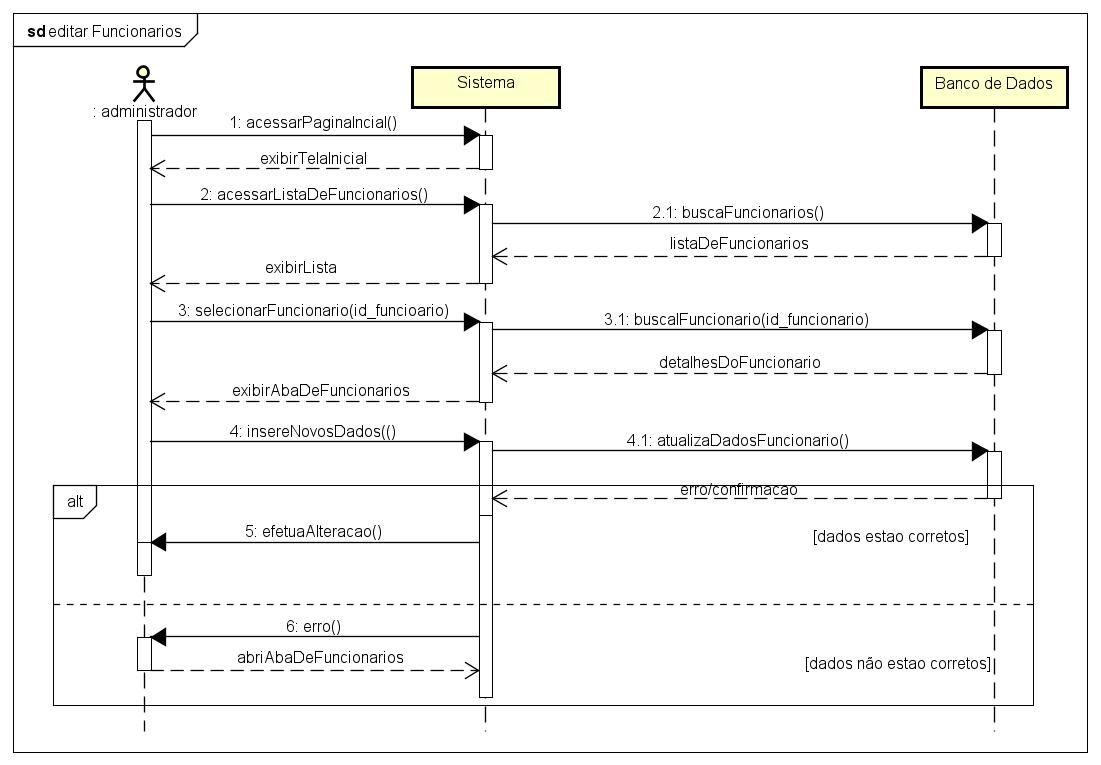 sd editar Funcionarios
: administrador
Sistema
Banco de Dados
1: acessarPaginaIncial()
exibirTelaInicial
2: acessarListaDeFuncionarios()
2.1: buscaFuncionarios()
listaDeFuncionarios
exibirLista
3: selecionarFuncionario(id_funcioario)
3.1: buscaIFuncionario(id_funcionario)
detalhesDoFuncionario
exibirAbaDeFuncionarios
4: insereNovosDados(()
4.1: atualizaDadosFuncionario()
erro/confirmacao
alt
5: efetuaAlteracao()
[dados estao corretos]
6: erro()
abriAbaDeFuncionarios
[dados não estao corretos]